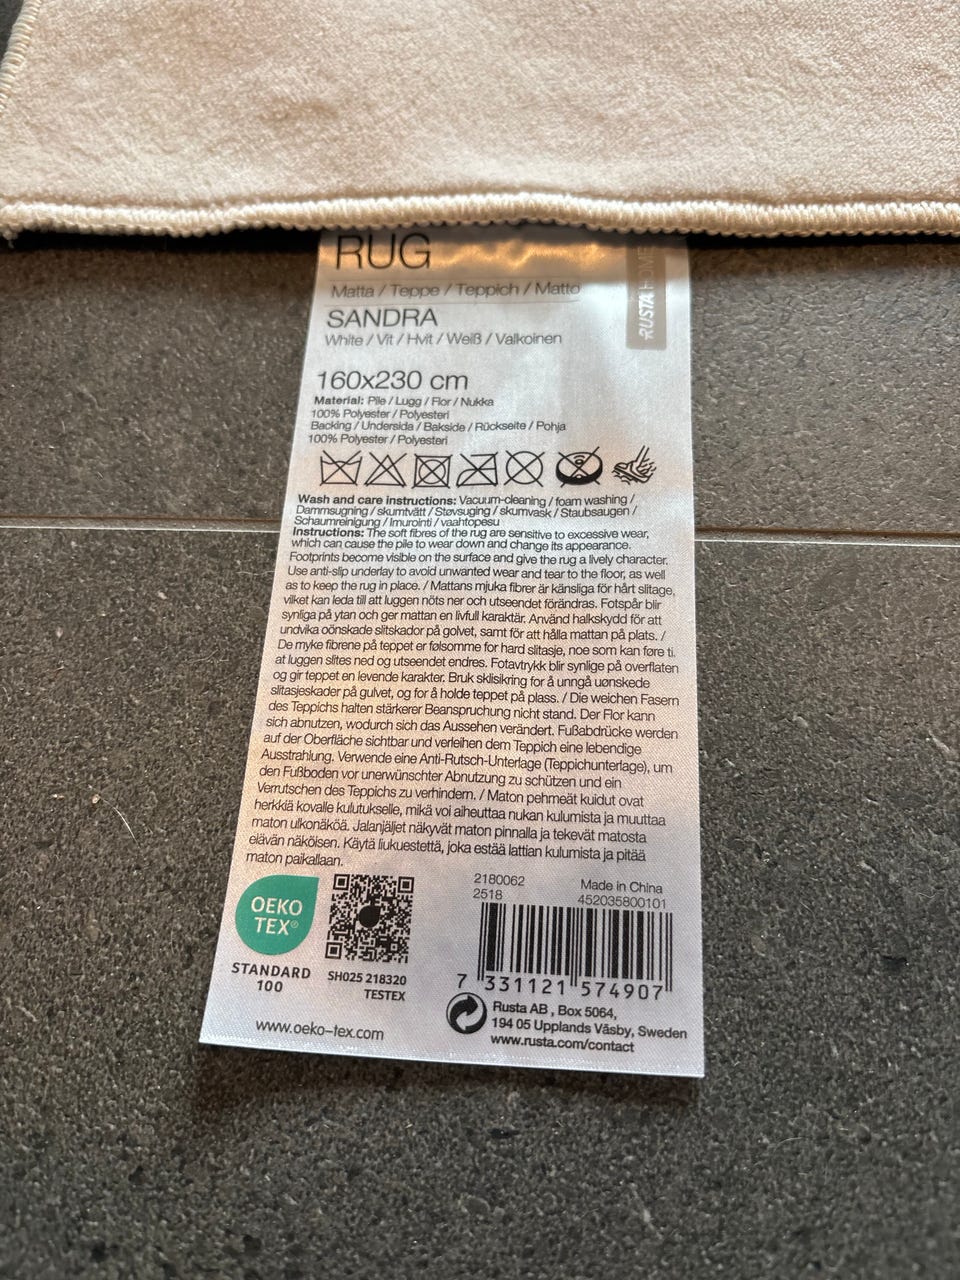 RUG
RUSTA HOME
Matta / Teppe / Teppich / Matto
SANDRA
White / Vit / Hvit / Weiß / Valkoinen
160x230 cm
Material: Pile / Lugg / Flor / Nukka
100% Polyester / Polyesteri
Backing / Undersida / Bakside / Rückseite / Pohja
100% Polyester / Polyesteri
Wash and care instructions: Vacuum-cleaning / foam washing /
Dammsugning / skumtvätt / Støvsuging / skumvask / Staubsaugen /
Schaumreinigung / Imurointi / vaahtopesu
Instructions: The soft fibres of the rug are sensitive to excessive wear,
which can cause the pile to wear down and change its appearance.
Footprints become visible on the surface and give the rug a lively character.
Use anti-slip underlay to avoid unwanted wear and tear to the floor, as well
as to keep the rug in place. / Mattans mjuka fibrer är känsliga för hårt slitage,
vilket kan leda till att luggen nöts ner och utseendet förändras. Fotspår blir
synliga på ytan och ger mattan en livfull karaktär. Använd halkskydd för att
undvika oönskade slitskador på golvet, samt för att hålla mattan på plats. /
De myke fibrene på teppet er følsomme for hard slitasje, noe som kan føre ti.
at luggen slites ned og utseendet endres. Fotavtrykk blir synlige på overflaten
og gir teppet en levende karakter. Bruk sklisikring for å unngå uønskede
slitasjeskader på gulvet, og for å holde teppet på plass. / Die weichen Fasern
des Teppichs halten stärkerer Beanspruchung nicht stand. Der Flor kann
sich abnutzen, wodurch sich das Aussehen verändert. Fußabdrücke werden
auf der Oberfläche sichtbar und verleihen dem Teppich eine lebendige
Ausstrahlung. Verwende eine Anti-Rutsch-Unterlage (Teppichunterlage), um
den Fußboden vor unerwünschter Abnutzung zu schützen und ein
Verrutschen des Teppichs zu verhindern. / Maton pehmeät kuidut ovat
herkkiä kovalle kulutukselle, mikä voi aiheuttaa nukan kulumista ja muuttaa
maton ulkonäköä. Jalanjäljet näkyvät maton pinnalla ja tekevät matosta
elävän näköisen. Käytä liukuestettä, joka estää lattian kulumista ja pitää
maton paikallaan.
OEKO
TEX®
STANDARD
100
SH025 218320
TESTEX
www.oeko-tex.com
2180062
2518
Made in China
452035800101
7 331121 574907
Rusta AB , Box 5064,
194 05 Upplands Väsby, Sweden
www.rusta.com/contact